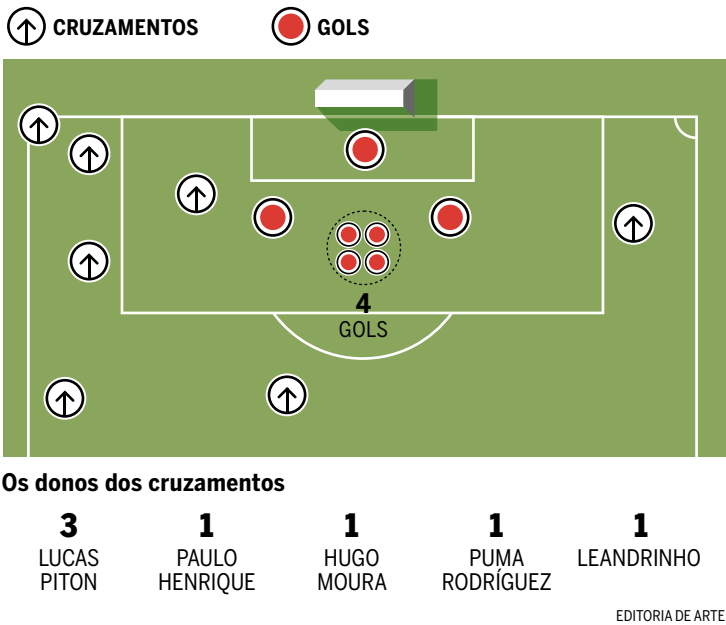 CRUZAMENTOS
GOLS
4
GOLS
Os donos dos cruzamentos
3
LUCAS
PITON
1
PAULO
HENRIQUE
1
HUGO
MOURA
1
PUMA
RODRÍGUEZ
1
LEANDRINHO
EDITORIA DE ARTE